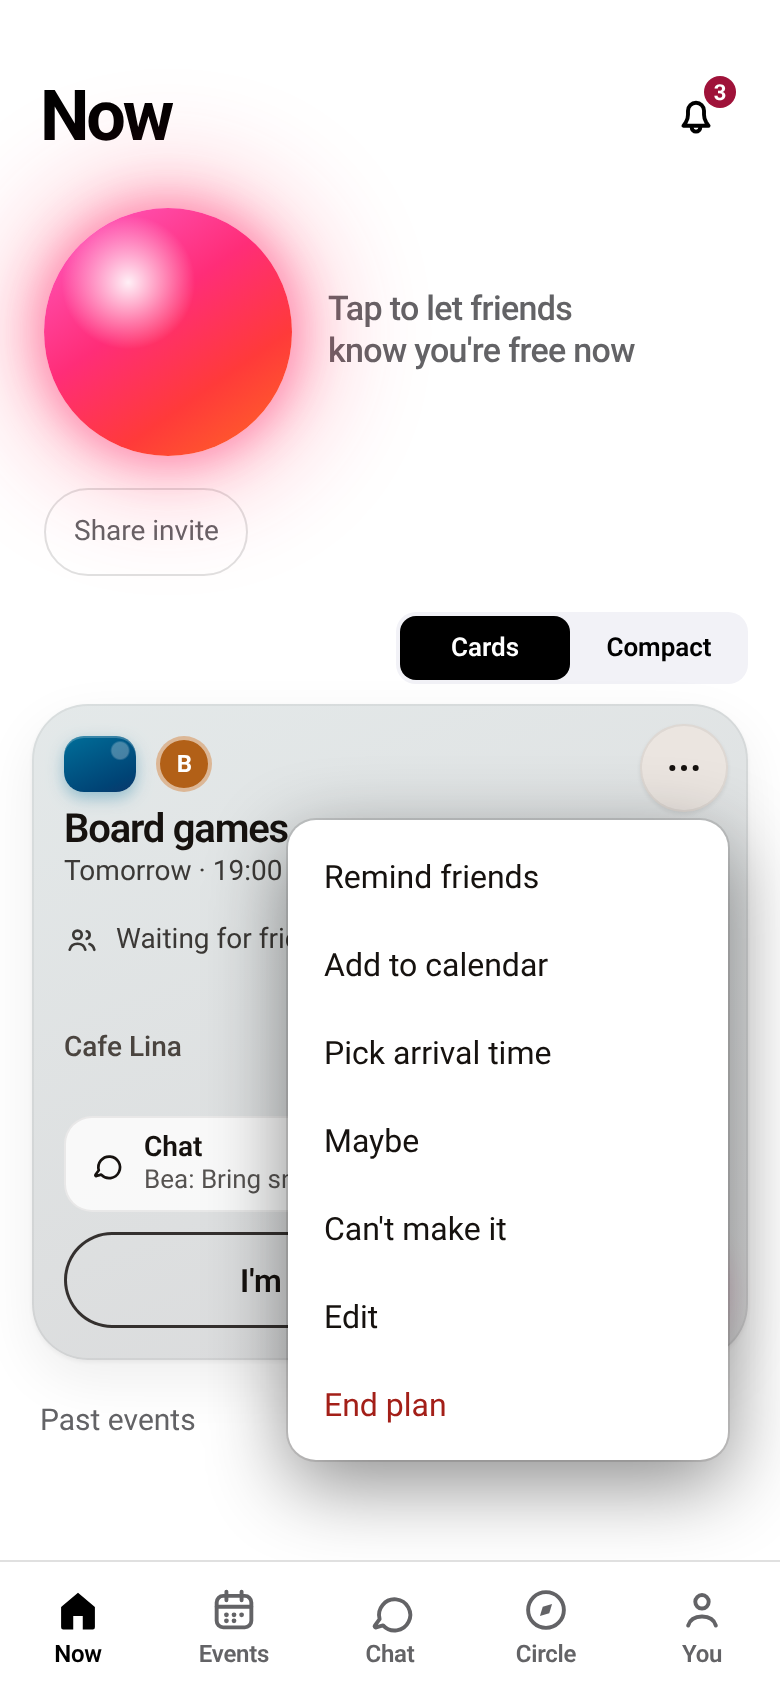 Now
3
Tap to let friends
know you're free now
Share invite
Cards
Compact
B
Board games
Tomorrow · 19:00
Waiting for
Cafe Lina
Chat
Bea: Bring
I'm
Remind friends
Add to calendar
Pick arrival time
Maybe
Can't make it
Edit
End plan
Past events
Now
Events
Chat
Circle
You